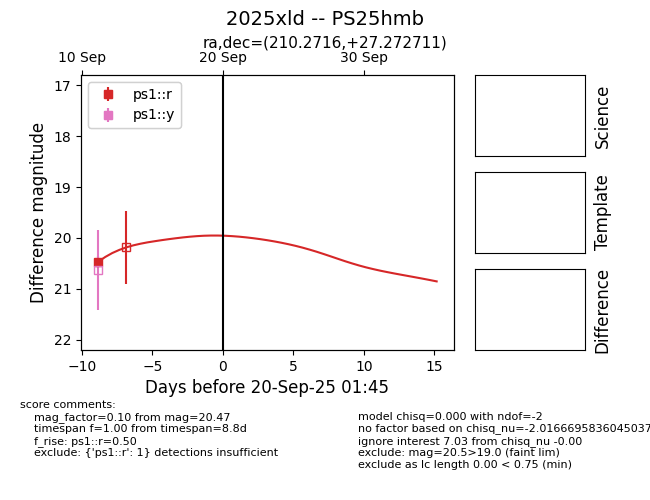 2025xld -- PS25hmb
ra,dec=(210.2716,+27.272711)
10 Sep
20 Sep
30 Sep
17
18
19
20
21
22
Difference magnitude
ps1::r
ps1::y
−10
−5
0
5
10
15
Days before 20-Sep-25 01:45
Science
Template
Difference
score comments:
mag_factor=0.10 from mag=20.47
timespan f=1.00 from timespan=8.8d
f_rise: ps1::r=0.50
exclude: {'ps1::r': 1} detections insufficient
model chisq=0.000 with ndof=-2
no factor based on chisq_nu=-2.0166695836045037
ignore interest 7.03 from chisq_nu -0.00
exclude: mag=20.5>19.0 (faint lim)
exclude as lc length 0.00 < 0.75 (min)